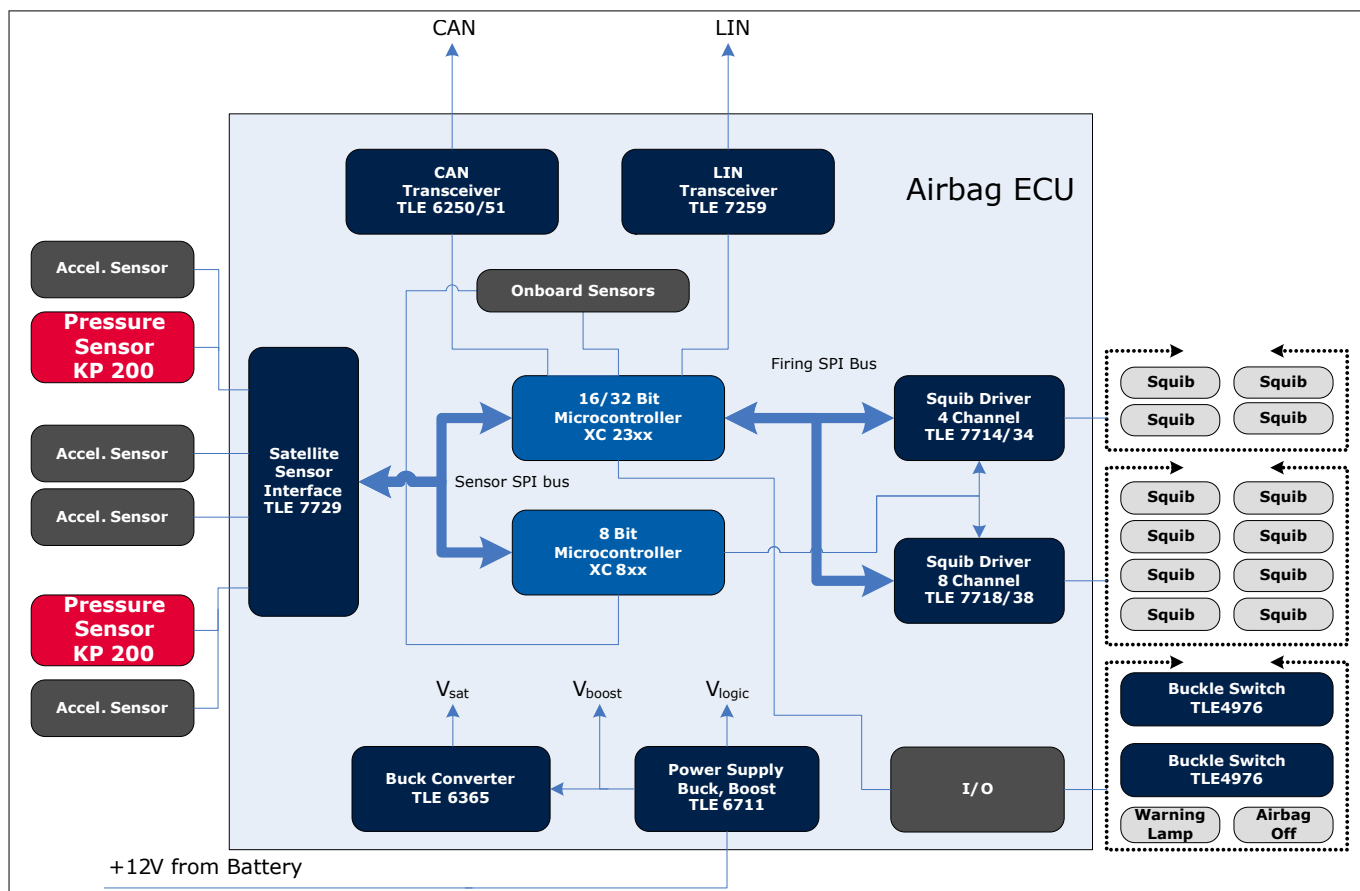 CAN
LIN
CAN
Transceiver
TLE 6250/51
LIN
Transceiver
TLE 7259
Airbag ECU
Accel. Sensor
Onboard Sensors
Pressure
Sensor
KP 200
Firing SPI Bus
16/32 Bit
Microcontroller
XC 23xx
Squib Driver
4 Channel
TLE 7714/34
Squib
Squib
Squib
Squib
Accel. Sensor
Satellite
Sensor
Interface
TLE 7729
Sensor SPI bus
Accel. Sensor
8 Bit
Microcontroller
XC 8xx
Squib Driver
8 Channel
TLE 7718/38
Squib
Squib
Squib
Squib
Squib
Squib
Squib
Squib
Pressure
Sensor
KP 200
Accel. Sensor
Vsat
Vboost
Vlogic
Buck Converter
TLE 6365
Power Supply
Buck, Boost
TLE 6711
I/O
Buckle Switch
TLE4976
Buckle Switch
TLE4976
Warning
Lamp
Airbag
Off
+12V from Battery